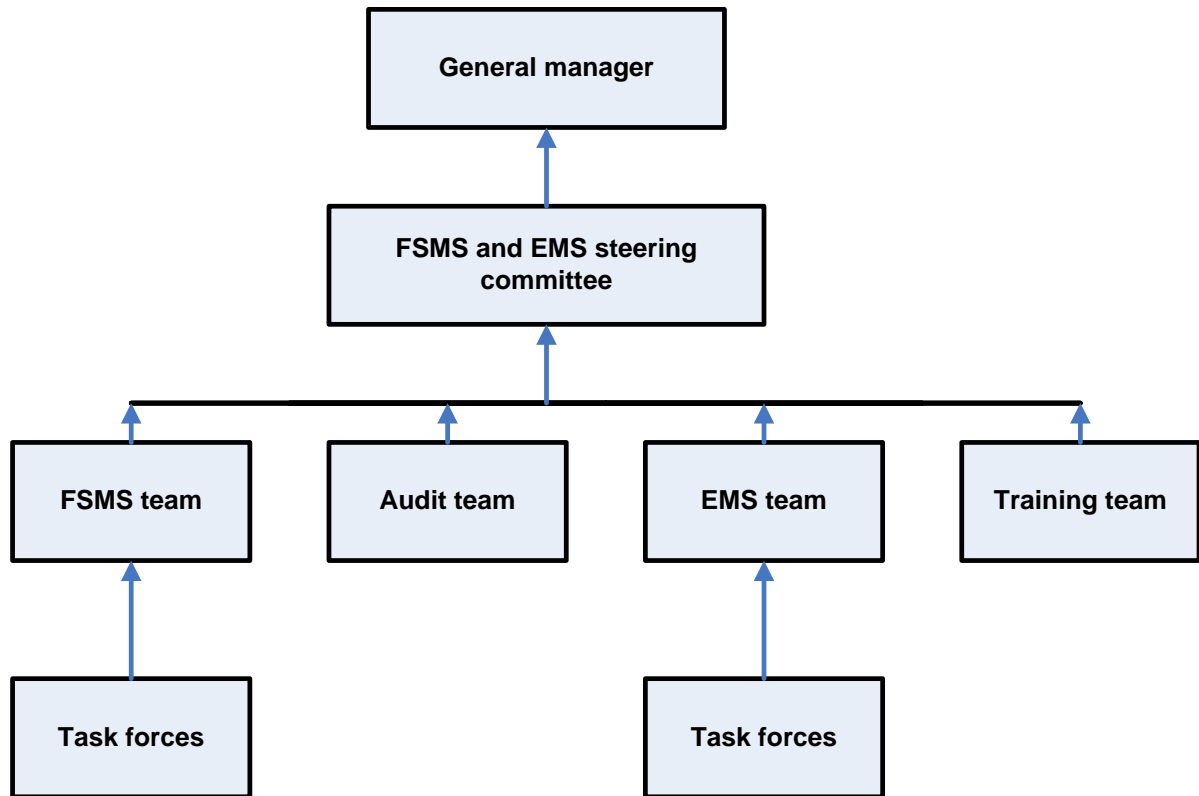 General manager
FSMS and EMS steering
committee
FSMS team
Audit team
EMS team
Training team
Task forces
Task forces